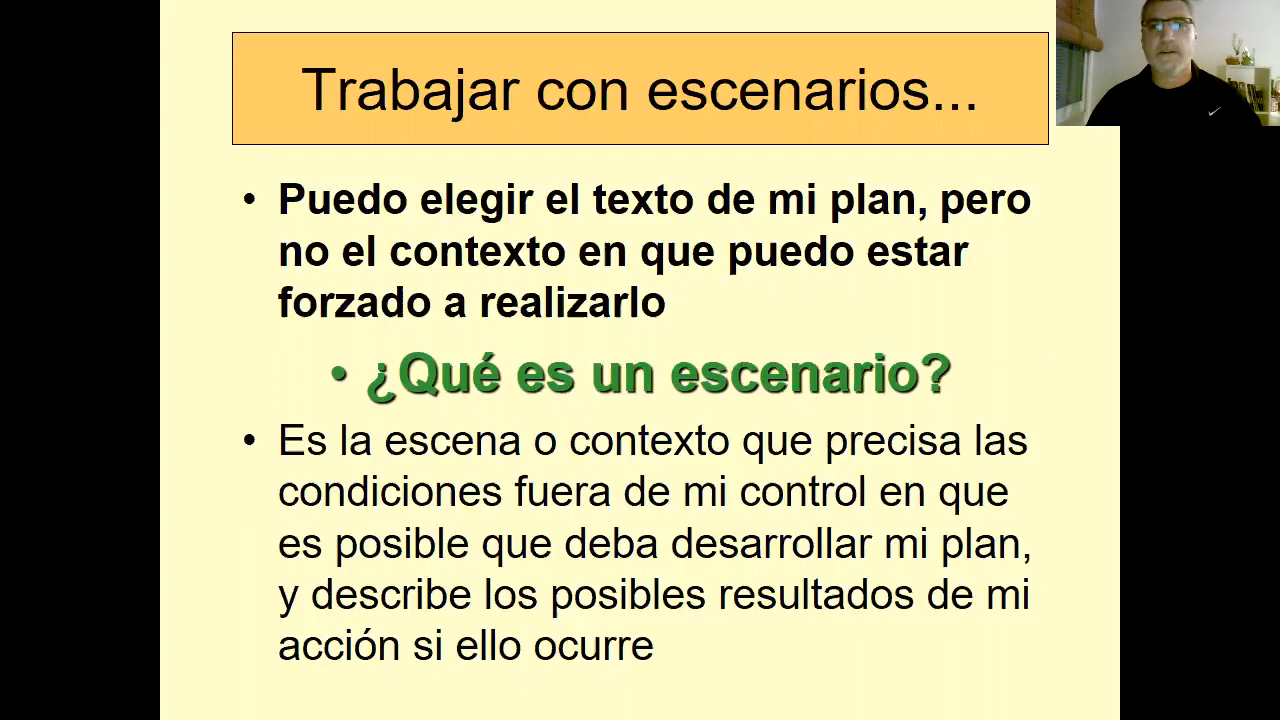 Trabajar con escenarios...
• Puedo elegir el texto de mi plan, pero
no el contexto en que puedo estar
forzado a realizarlo
• ¿Qué es un escenario?
• Es la escena o contexto que precisa las
condiciones fuera de mi control en que
es posible que deba desarrollar mi plan,
y describe los posibles resultados de mi
acción si ello ocurre